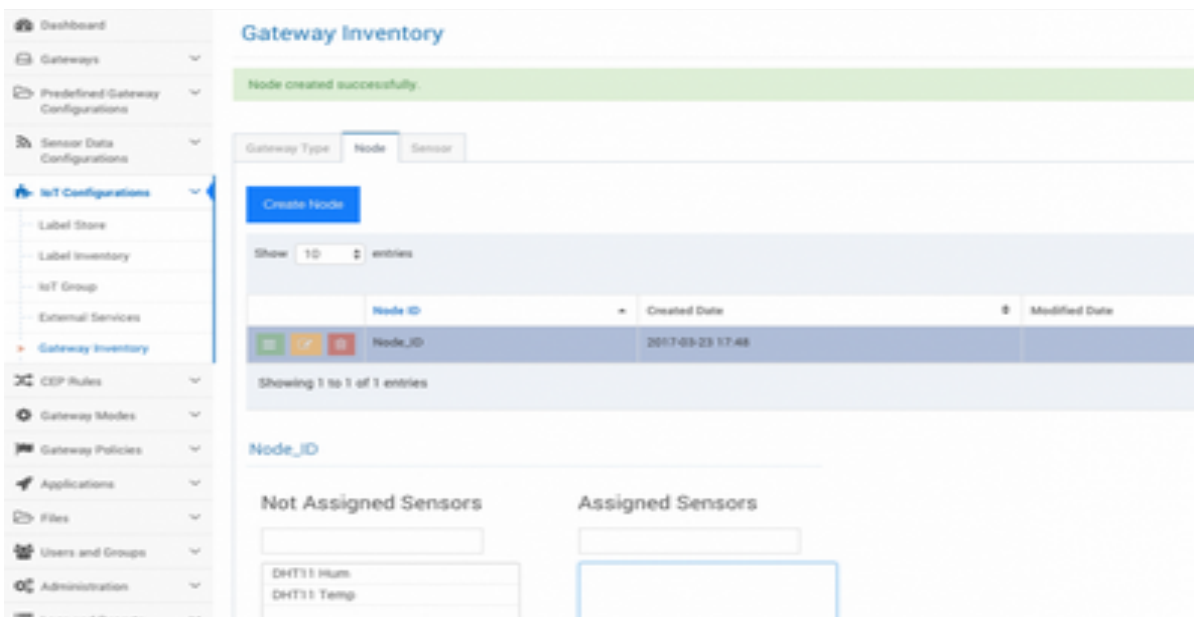 Dashboard
Gateways
Predefined Gateway
Configurations
Sensor Data
Configurations
IoT Configurations
Label Store
Label Inventory
IoT Group
External Services
Gateway Inventory
CEP Rules
Gateway Modes
Gateway Policies
Applications
Files
Users and Groups
Administration
Gateway Inventory
Node created successfully.
Gateway Type Node Sensor
Create Node
Show 10 entries
Node ID Created Date Modified Date
Node_ID 2017-03-23 17:48
Showing 1 to 1 of 1 entries
Node_ID
Not Assigned Sensors Assigned Sensors
DHT11 Hum
DHT11 Temp